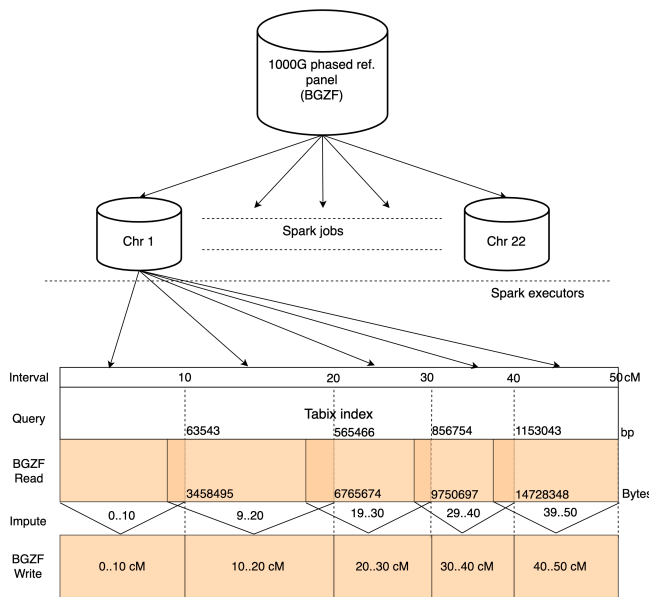 1000G phased ref.
panel
(BGZF)
Chr 1
Spark jobs
Chr 22
Spark executors
Interval 10 20 30 40 50 cM
Query Tabix index
63543 565466 856754 1153043 bp
BGZF
Read
3458495 6765674 9750697 14728348 Bytes
Impute 0..10 9..20 19..30 29..40 39..50
BGZF
Write
0..10 cM 10..20 cM 20..30 cM 30..40 cM 40..50 cM